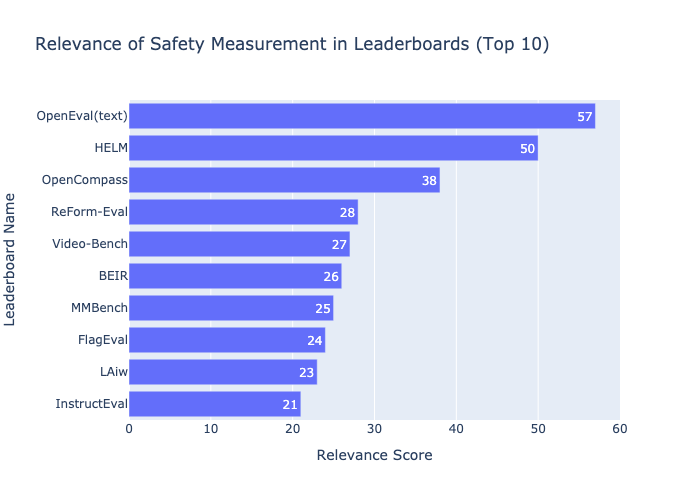 Relevance of Safety Measurement in Leaderboards (Top 10)
Leaderboard Name
OpenEval(text) 57
HELM 50
OpenCompass 38
ReForm-Eval 28
Video-Bench 27
BEIR 26
MMBench 25
FlagEval 24
LAiw 23
InstructEval 21
0 10 20 30 40 50 60
Relevance Score